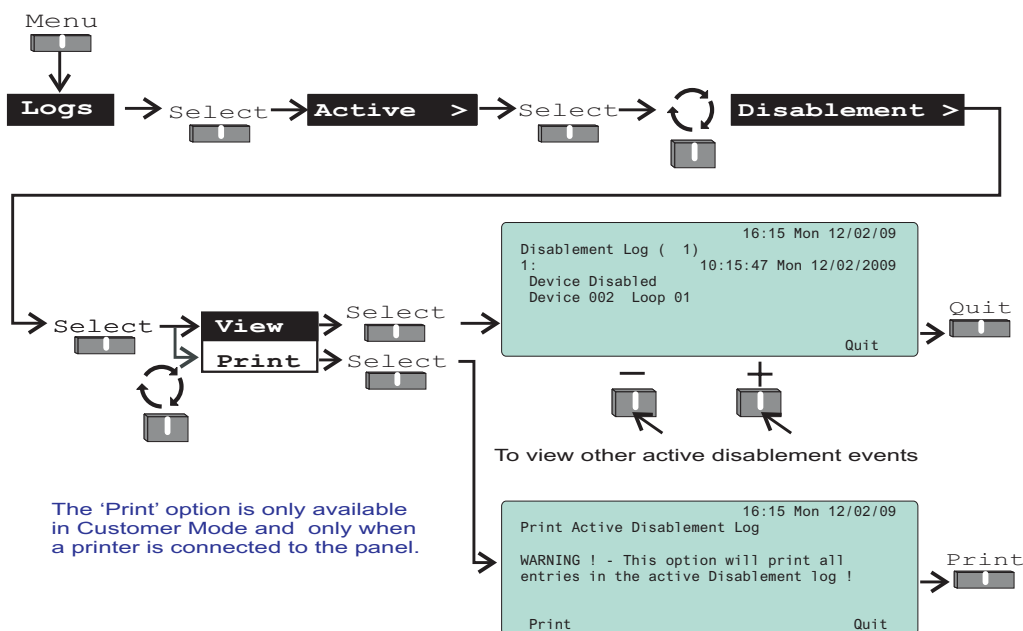 Menu
Logs Select Active > Select Disablement >
16:15 Mon 12/02/09
Disablement Log ( 1)
1: 10:15:47 Mon 12/02/2009
Device Disabled
Device 002 Loop 01
Quit
Select View Select
Print Select
Quit
− +
To view other active disablement events
The ‘Print’ option is only available
in Customer Mode and only when
a printer is connected to the panel.
16:15 Mon 12/02/09
Print Active Disablement Log
WARNING ! - This option will print all
entries in the active Disablement log !
Print Quit
Print